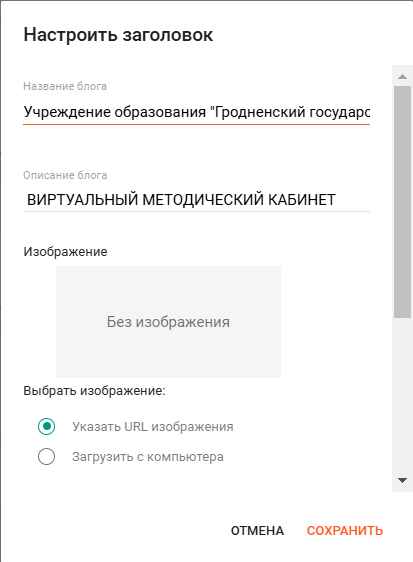 Настроить заголовок
Название блога
Учреждение образования "Гродненский государс
Описание блога
ВИРТУАЛЬНЫЙ МЕТОДИЧЕСКИЙ КАБИНЕТ
Изображение
Без изображения
Выбрать изображение:
Указать URL изображения
Загрузить с компьютера
ОТМЕНА СОХРАНИТЬ